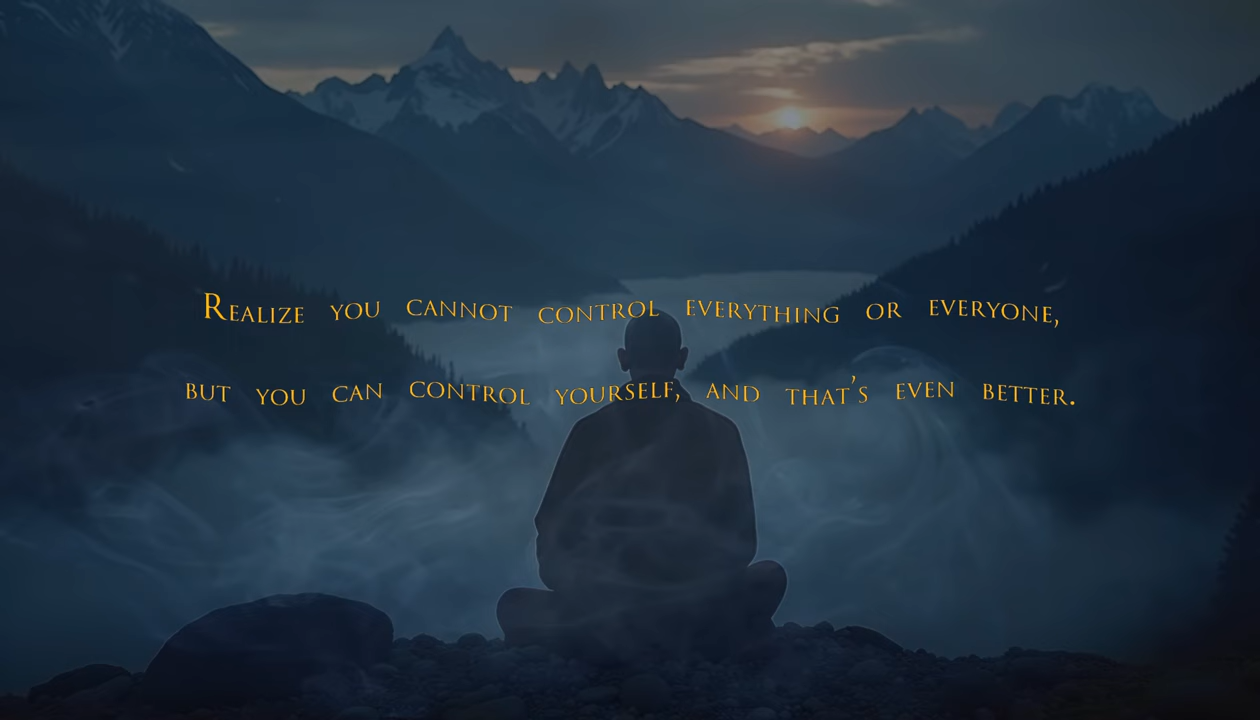 Realize you cannot control everything or everyone,
but you can control yourself, and that's even better.